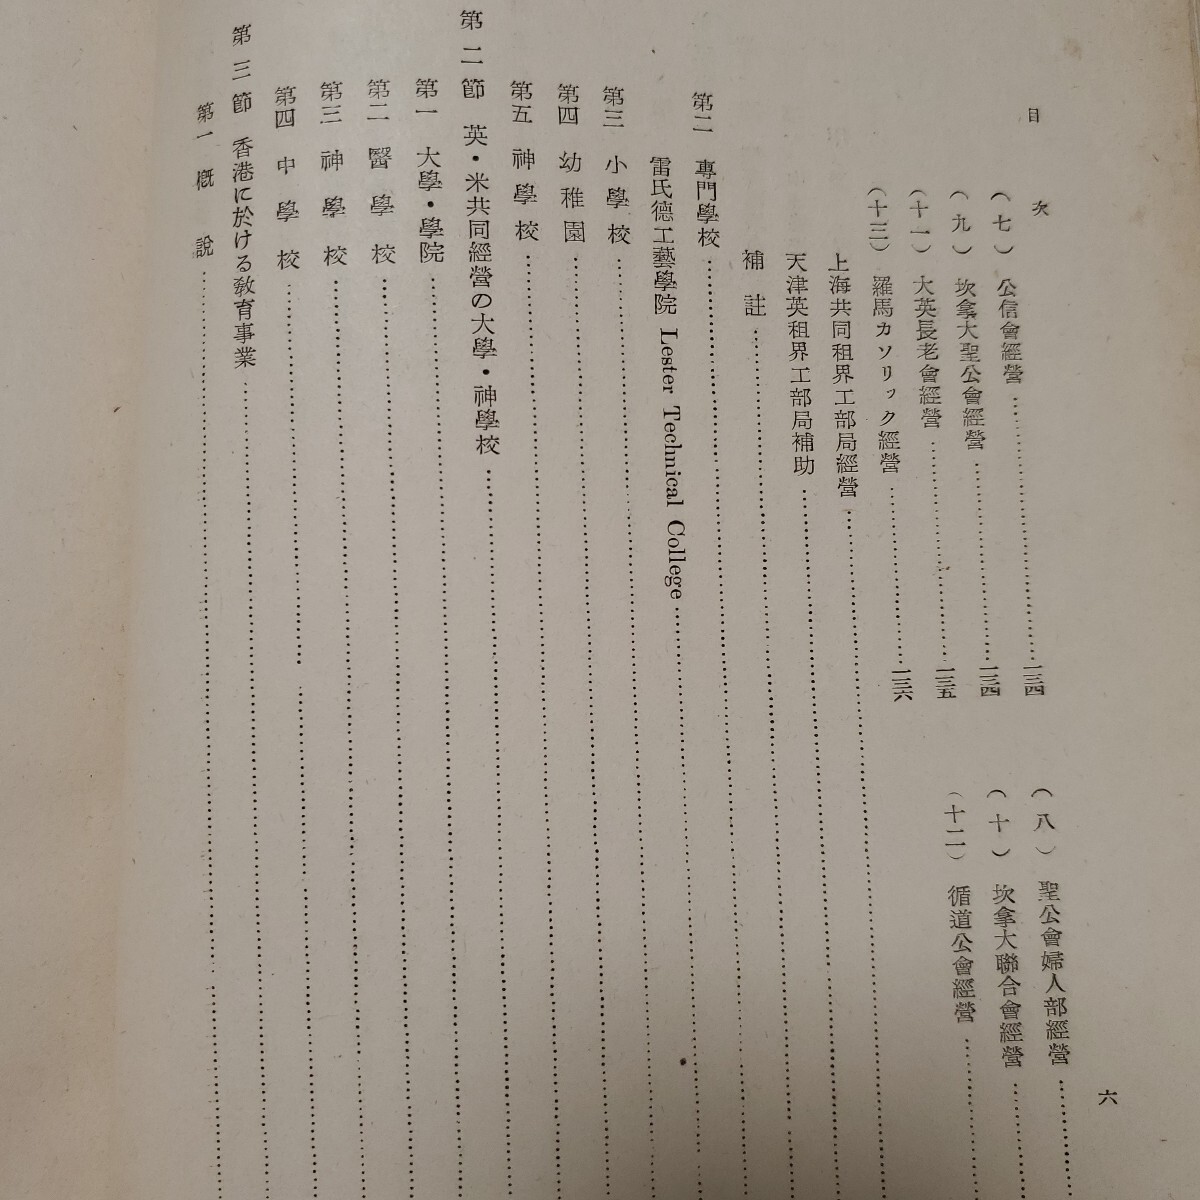 目次
(七)公信會經營……一三四
(八)聖公會婦人部經營……
(九)坎拿大聖公會經營……一三四
(十)坎拿大聯合會經營……
(十一)大英長老會經營……一三五
(十二)循道公會經營……
(十三)羅馬カソリック經營……一三六
上海共同租界工部局經營……
天津英租界工部局補助……
補註……
第二 專門學校……
雷氏德工藝學院 Lester Technical College……
第三 小學校……
第四 幼稚園……
第五 神學校……
第二節 英・米共同經營の大學・神學校……
第一 大學・學院……
第二 醫學校……
第三 神學校……
第四 中學校……
第三節 香港に於ける敎育事業……
第一 概說……
六